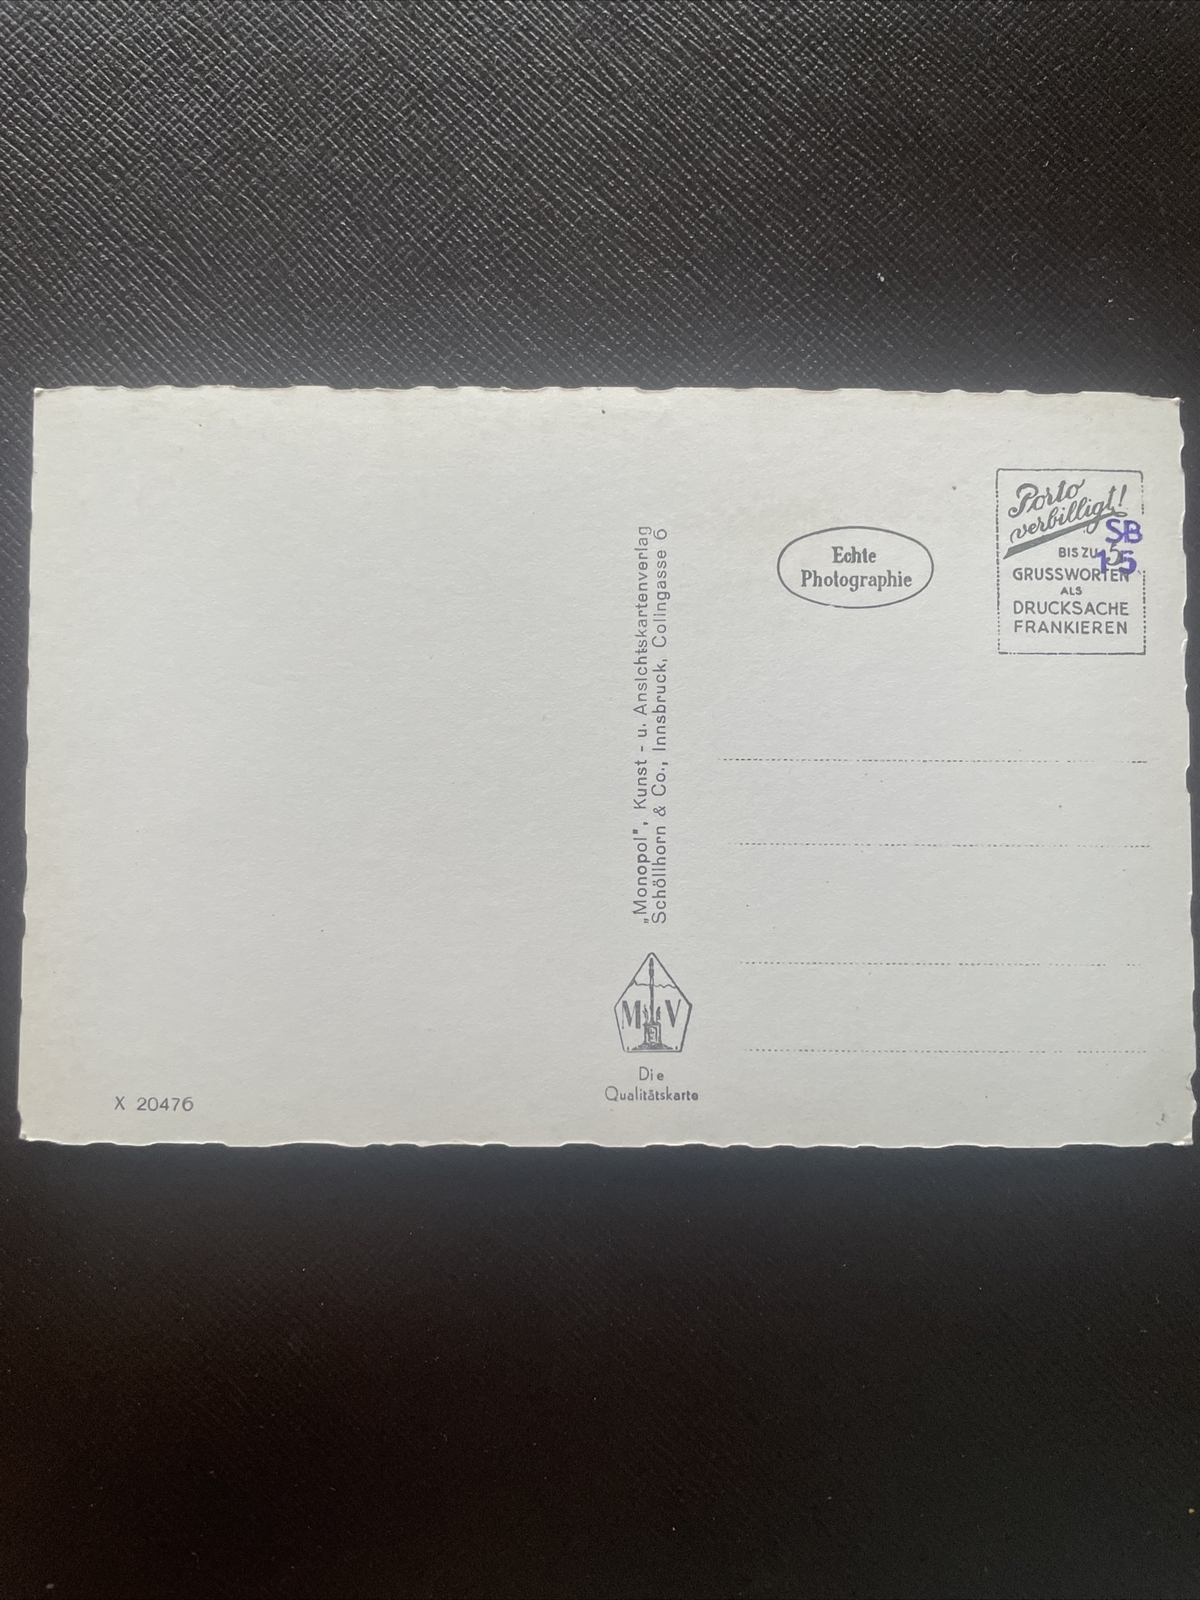 „Monopol", Kunst - u. Ansichtskartenverlag
Schöllhorn & Co., Innsbruck, Colingasse 6
Echte
Photographie
Porto
verbilligt!
BIS ZU 5
GRUSSWORTEN
ALS
DRUCKSACHE
FRANKIEREN
SB
15
M V
Die
Qualitätskarte
X 20476